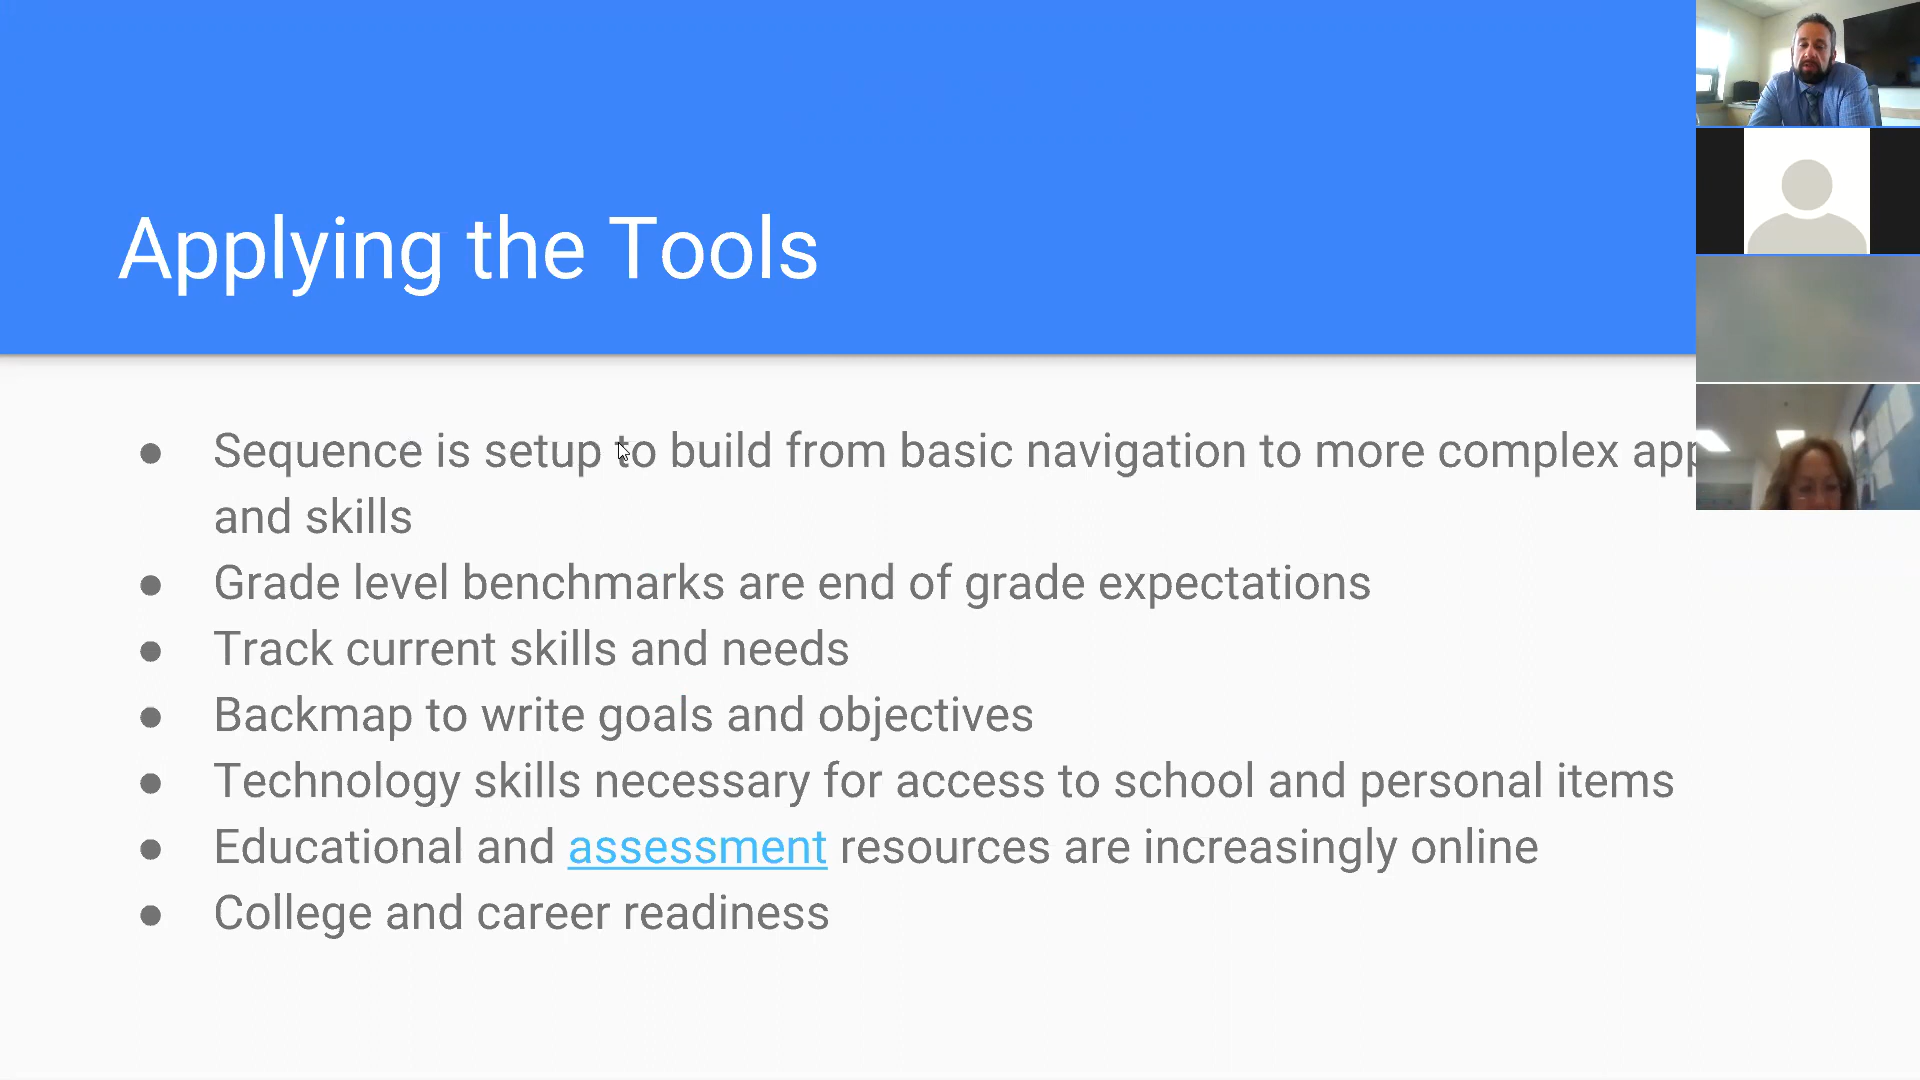 Applying the Tools
● Sequence is setup to build from basic navigation to more complex
and skills
● Grade level benchmarks are end of grade expectations
● Track current skills and needs
● Backmap to write goals and objectives
● Technology skills necessary for access to school and personal items
● Educational and assessment resources are increasingly online
● College and career readiness